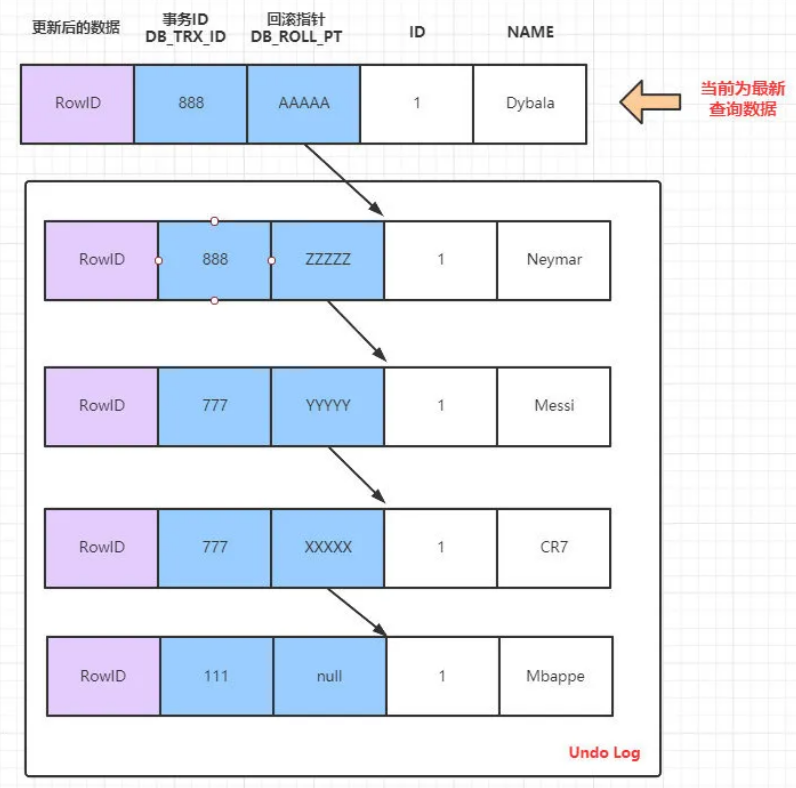 更新后的数据
事务ID
DB_TRX_ID
回滚指针
DB_ROLL_PT
ID
NAME
RowID
888
AAAAA
1
Dybala
当前为最新
查询数据
RowID
888
ZZZZZ
1
Neymar
RowID
777
YYYYY
1
Messi
RowID
777
XXXXX
1
CR7
RowID
111
null
1
Mbappe
Undo Log